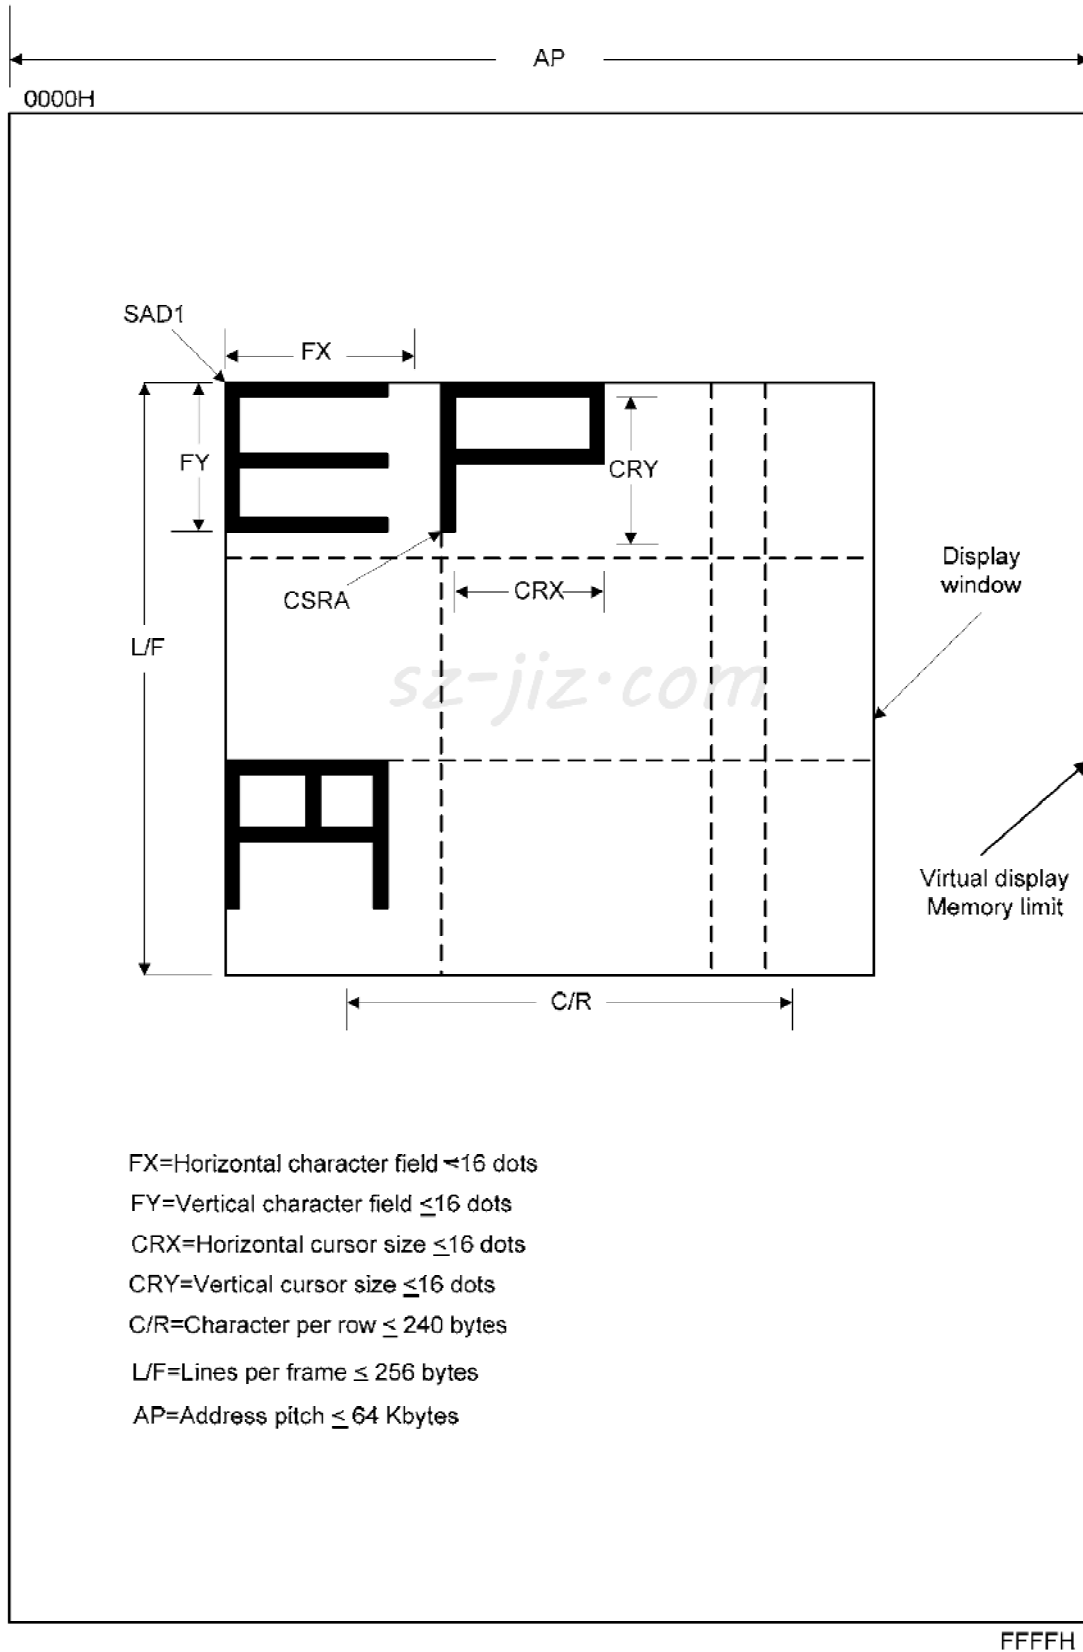 AP
0000H
SAD1
FX
FY
CRY
CSRA
CRX
Display
window
L/F
sz-jiz·com
Virtual display
Memory limit
C/R
FX=Horizontal character field ≤16 dots
FY=Vertical character field ≤16 dots
CRX=Horizontal cursor size ≤16 dots
CRY=Vertical cursor size ≤16 dots
C/R=Character per row ≤ 240 bytes
L/F=Lines per frame ≤ 256 bytes
AP=Address pitch ≤ 64 Kbytes
FFFFH